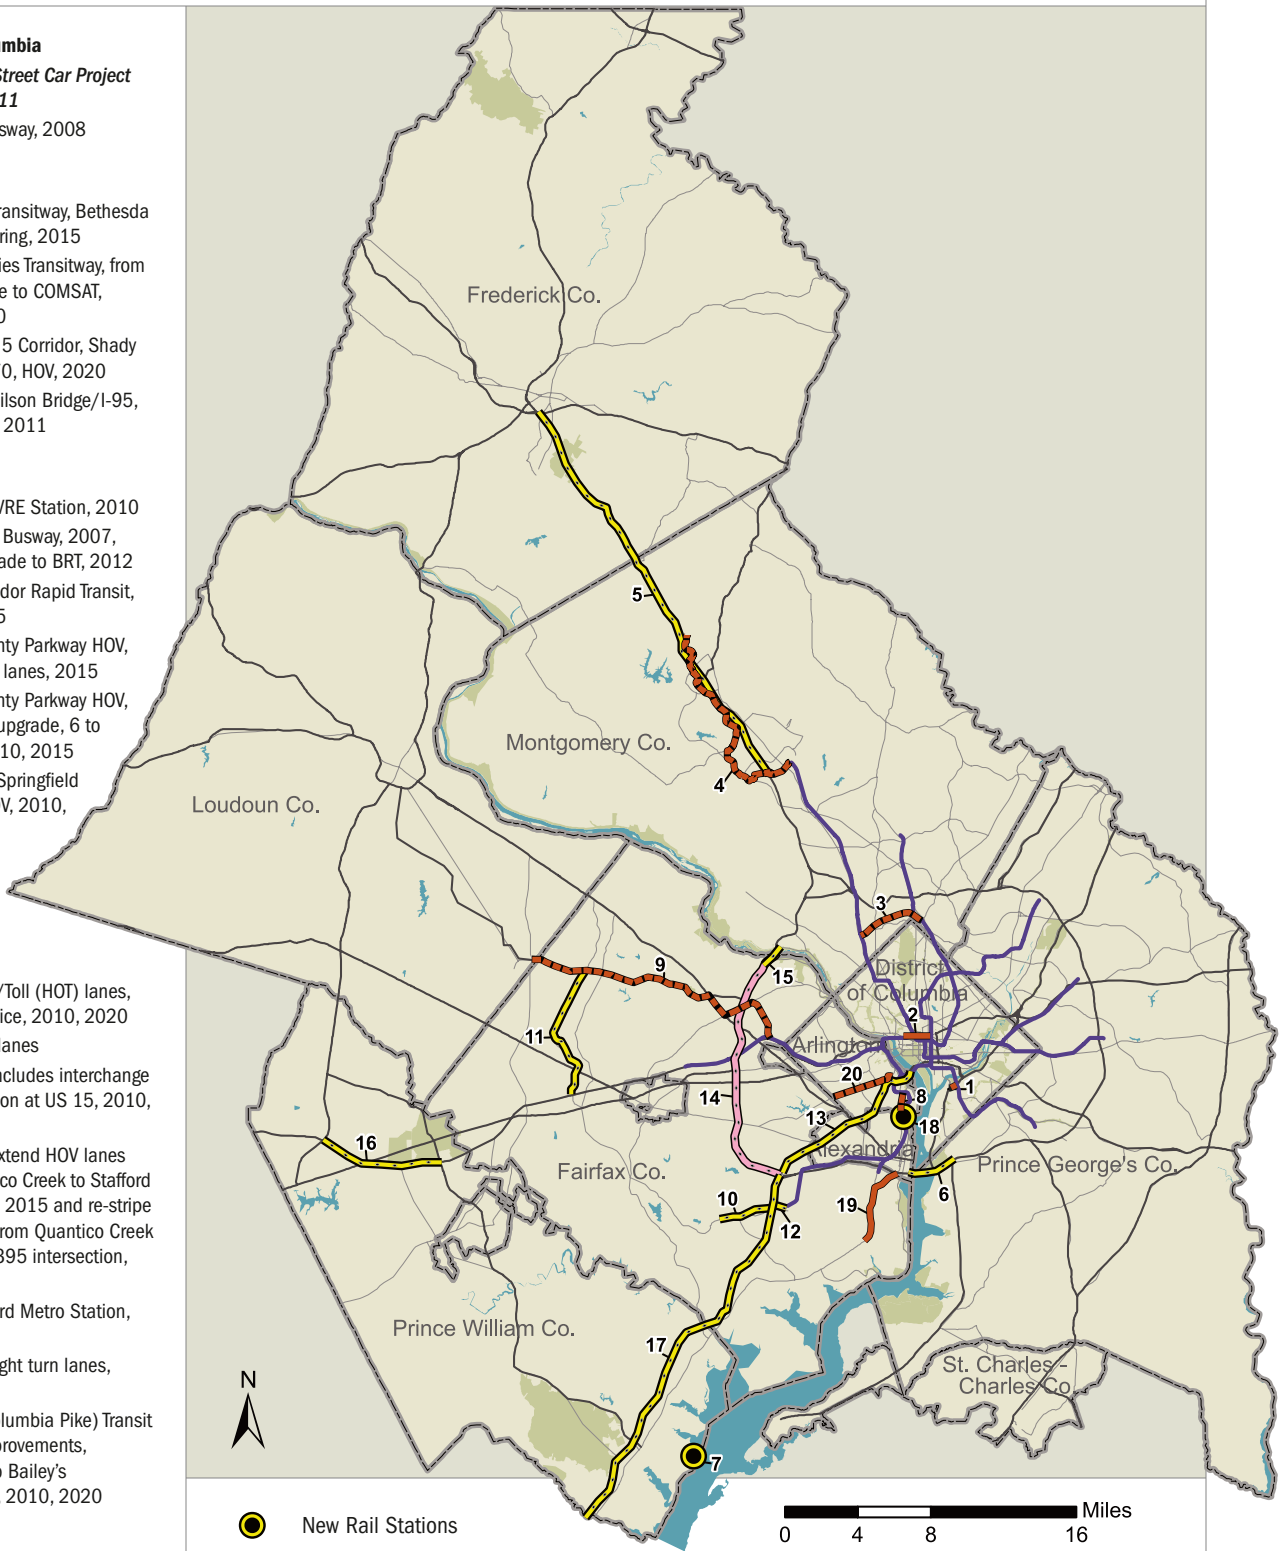 umbia
Street Car Project
11
sway, 2008
ransitway, Bethesda
ring, 2015
ies Transitway, from
e to COMSAT,
0
5 Corridor, Shady
70, HOV, 2020
ilson Bridge/I-95,
2011
VRE Station, 2010
Busway, 2007,
ade to BRT, 2012
dor Rapid Transit,
5
nty Parkway HOV,
lanes, 2015
nty Parkway HOV,
upgrade, 6 to
10, 2015
Springfield
V, 2010,
/Toll (HOT) lanes,
ice, 2010, 2020
lanes
ncludes interchange
on at US 15, 2010,
xtend HOV lanes
co Creek to Stafford
2015 and re-stripe
rom Quantico Creek
395 intersection,
rd Metro Station,
ght turn lanes,
olumbia Pike) Transit
provements,
o Bailey's
2010, 2020
Frederick Co.
5
Montgomery Co.
4
Loudoun Co.
3
9
15
District
of Columbia
2
11
Arlington
20
1
14
8
13
18
16
Alexandria
Fairfax Co.
Prince George's Co.
6
10
19
12
Prince William Co.
17
St. Charles -
Charles Co.
N
7
New Rail Stations
Miles
0 4 8 16